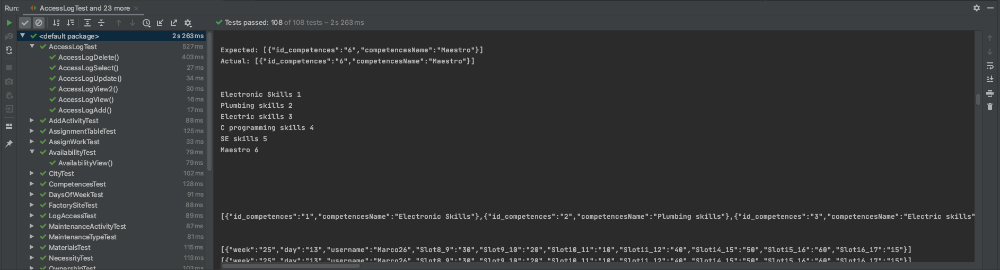 Run: AccessLogTest and 23 more
Tests passed: 108 of 108 tests – 2 s 263 ms
<default package> 2 s 263 ms
AccessLogTest 527 ms
AccessLogDelete() 403 ms
AccessLogSelect() 27 ms
AccessLogUpdate() 34 ms
AccessLogView2() 30 ms
AccessLogView() 16 ms
AccessLogAdd() 17 ms
AddActivityTest 88 ms
AssignmentTableTest 125 ms
AssignWorkTest 33 ms
AvailabilityTest 79 ms
AvailabilityView() 79 ms
CityTest 102 ms
CompetencesTest 128 ms
DaysOfWeekTest 91 ms
FactorySiteTest 88 ms
LogAccessTest 89 ms
MaintenanceActivityTest 87 ms
MaintenanceTypeTest 81 ms
MaterialsTest 115 ms
NecessityTest 113 ms
OwnershipTest 103 ms
Expected: [{"id_competences":"6","competencesName":"Maestro"}]
Actual: [{"id_competences":"6","competencesName":"Maestro"}]
Electronic Skills 1
Plumbing skills 2
Electric skills 3
C programming skills 4
SE skills 5
Maestro 6
[{"id_competences":"1","competencesName":"Electronic Skills"},{"id_competences":"2","competencesName":"Plumbing skills"},{"id_competences":"3","competencesName":"Electric skills"
[{"week":"25","day":"13","username":"Marco26","Slot8_9":"30","Slot9_10":"20","Slot10_11":"10","Slot11_12":"40","Slot14_15":"50","Slot15_16":"60","Slot16_17":"15"}]
[{"week":"25","day":"13","username":"Marco26","Slot8_9":"30","Slot9_10":"20","Slot10_11":"10","Slot11_12":"40","Slot14_15":"50","Slot15_16":"60","Slot16_17":"15"}]